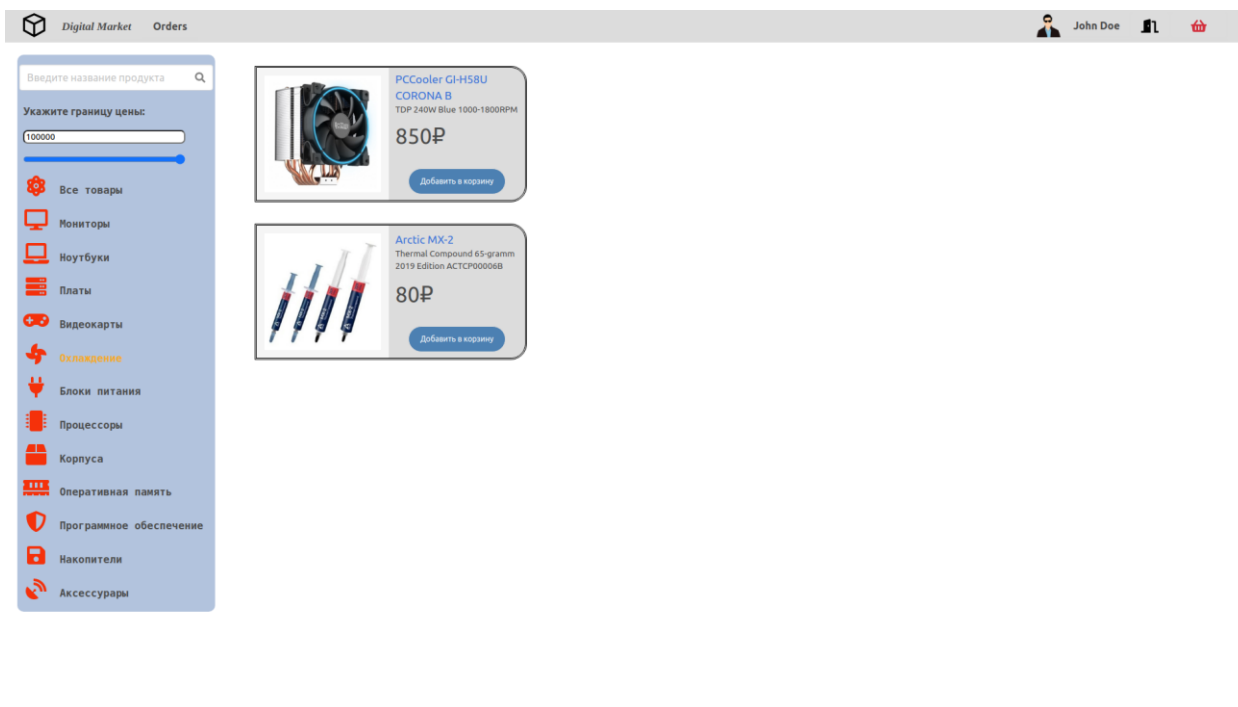 Digital Market Orders John Doe
Введите название продукта
Укажите границу цены:
100000
Все товары
Мониторы
Ноутбуки
Платы
Видеокарты
Охлаждение
Блоки питания
Процессоры
Корпуса
Оперативная память
Программное обеспечение
Накопители
Аксессурары
PCCooler GI-H58U
CORONA B
TDP 240W Blue 1000-1800RPM
850₽
Добавить в корзину
Arctic MX-2
Thermal Compound 65-gramm
2019 Edition ACTCP00006B
80₽
Добавить в корзину